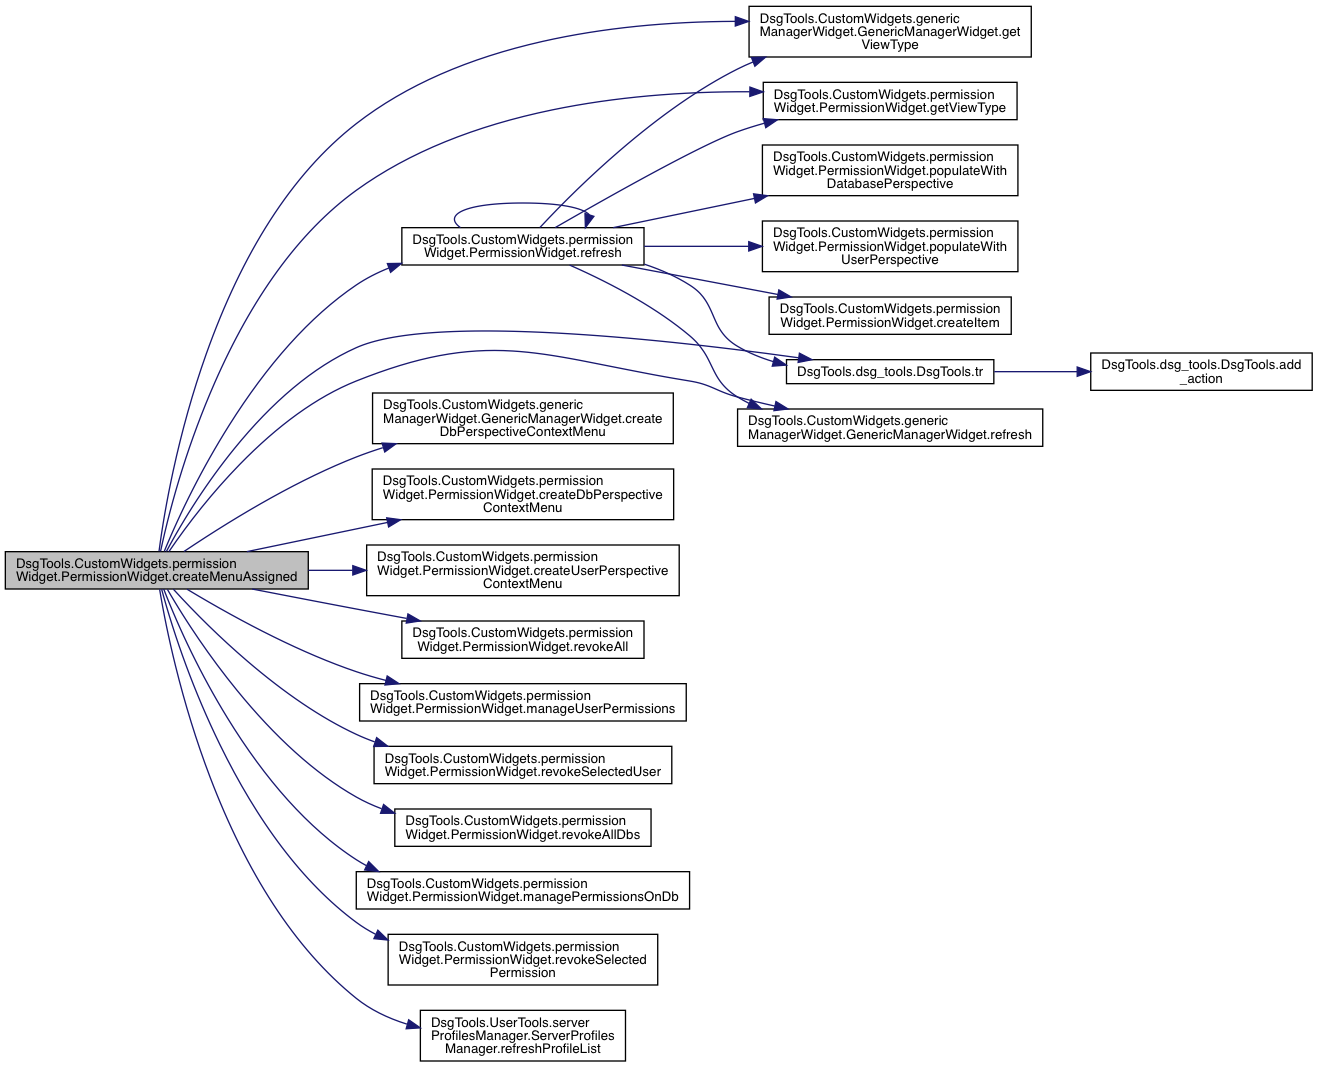 DsgTools.CustomWidgets.generic
ManagerWidget.GenericManagerWidget.get
ViewType
DsgTools.CustomWidgets.permission
Widget.PermissionWidget.getViewType
DsgTools.CustomWidgets.permission
Widget.PermissionWidget.populateWith
DatabasePerspective
DsgTools.CustomWidgets.permission
Widget.PermissionWidget.refresh
DsgTools.CustomWidgets.permission
Widget.PermissionWidget.populateWith
UserPerspective
DsgTools.CustomWidgets.permission
Widget.PermissionWidget.createItem
DsgTools.dsg_tools.DsgTools.tr
DsgTools.dsg_tools.DsgTools.add
_action
DsgTools.CustomWidgets.generic
ManagerWidget.GenericManagerWidget.refresh
DsgTools.CustomWidgets.generic
ManagerWidget.GenericManagerWidget.create
DbPerspectiveContextMenu
DsgTools.CustomWidgets.permission
Widget.PermissionWidget.createDbPerspective
ContextMenu
DsgTools.CustomWidgets.permission
Widget.PermissionWidget.createMenuAssigned
DsgTools.CustomWidgets.permission
Widget.PermissionWidget.createUserPerspective
ContextMenu
DsgTools.CustomWidgets.permission
Widget.PermissionWidget.revokeAll
DsgTools.CustomWidgets.permission
Widget.PermissionWidget.manageUserPermissions
DsgTools.CustomWidgets.permission
Widget.PermissionWidget.revokeSelectedUser
DsgTools.CustomWidgets.permission
Widget.PermissionWidget.revokeAllDbs
DsgTools.CustomWidgets.permission
Widget.PermissionWidget.managePermissionsOnDb
DsgTools.CustomWidgets.permission
Widget.PermissionWidget.revokeSelected
Permission
DsgTools.UserTools.server
ProfilesManager.ServerProfiles
Manager.refreshProfileList